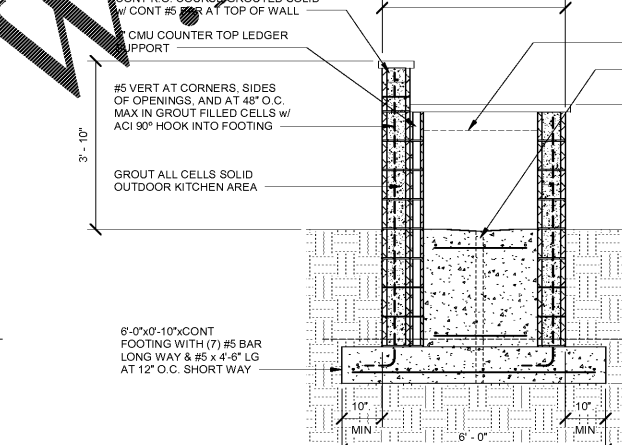 w/ CONT #5 BAR AT TOP OF WALL
CMU COUNTER TOP LEDGER
SUPPORT
#5 VERT AT CORNERS, SIDES
OF OPENINGS, AND AT 48" O.C.
MAX IN GROUT FILLED CELLS w/
ACI 90° HOOK INTO FOOTING
3' - 10"
GROUT ALL CELLS SOLID
OUTDOOR KITCHEN AREA
6'-0"x0'-10"xCONT
FOOTING WITH (7) #5 BAR
LONG WAY & #5 x 4'-6" LG
AT 12" O.C. SHORT WAY
10"
MIN
10"
MIN
6' - 0"